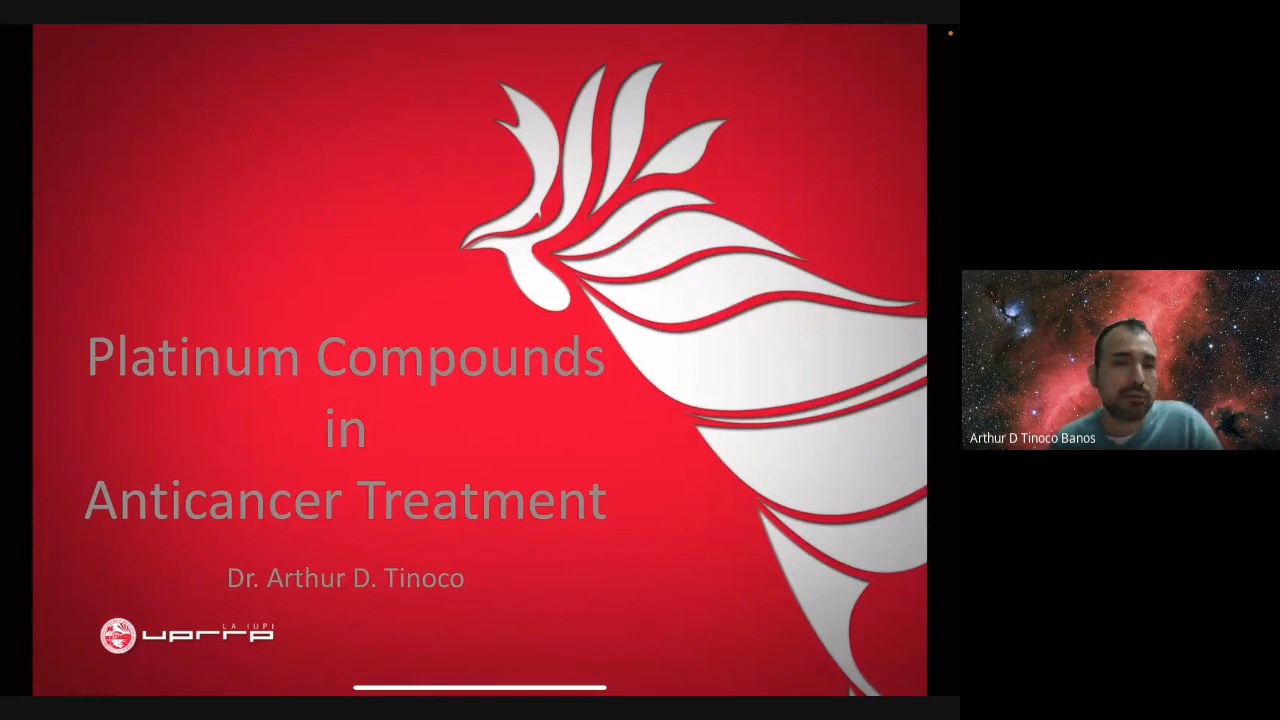 Platinum Compounds
in
Anticancer Treatment
Dr. Arthur D. Tinoco
LA IUPI
uprrp
Arthur D Tinoco Banos